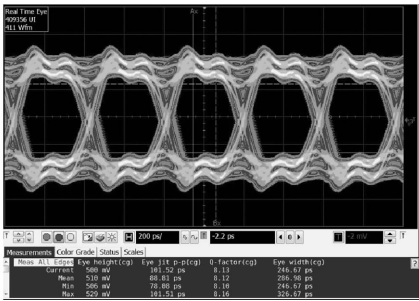 Real Time Eye
409356 UI
411 Wfm
Ax
Bx
H 200 ps/ -2.2 ps 0 T -2 mV T
Measurements Color Grade Status Scales
Meas All Edges Eye height(cg) Eye jit p-p(cg) Q-factor(cg) Eye width(cg)
Current 500 mV 101.52 ps 8.13 246.67 ps
Mean 510 mV 88.81 ps 8.12 286.98 ps
Min 506 mV 78.08 ps 8.10 246.67 ps
Max 529 mV 101.51 ps 8.16 326.67 ps
?